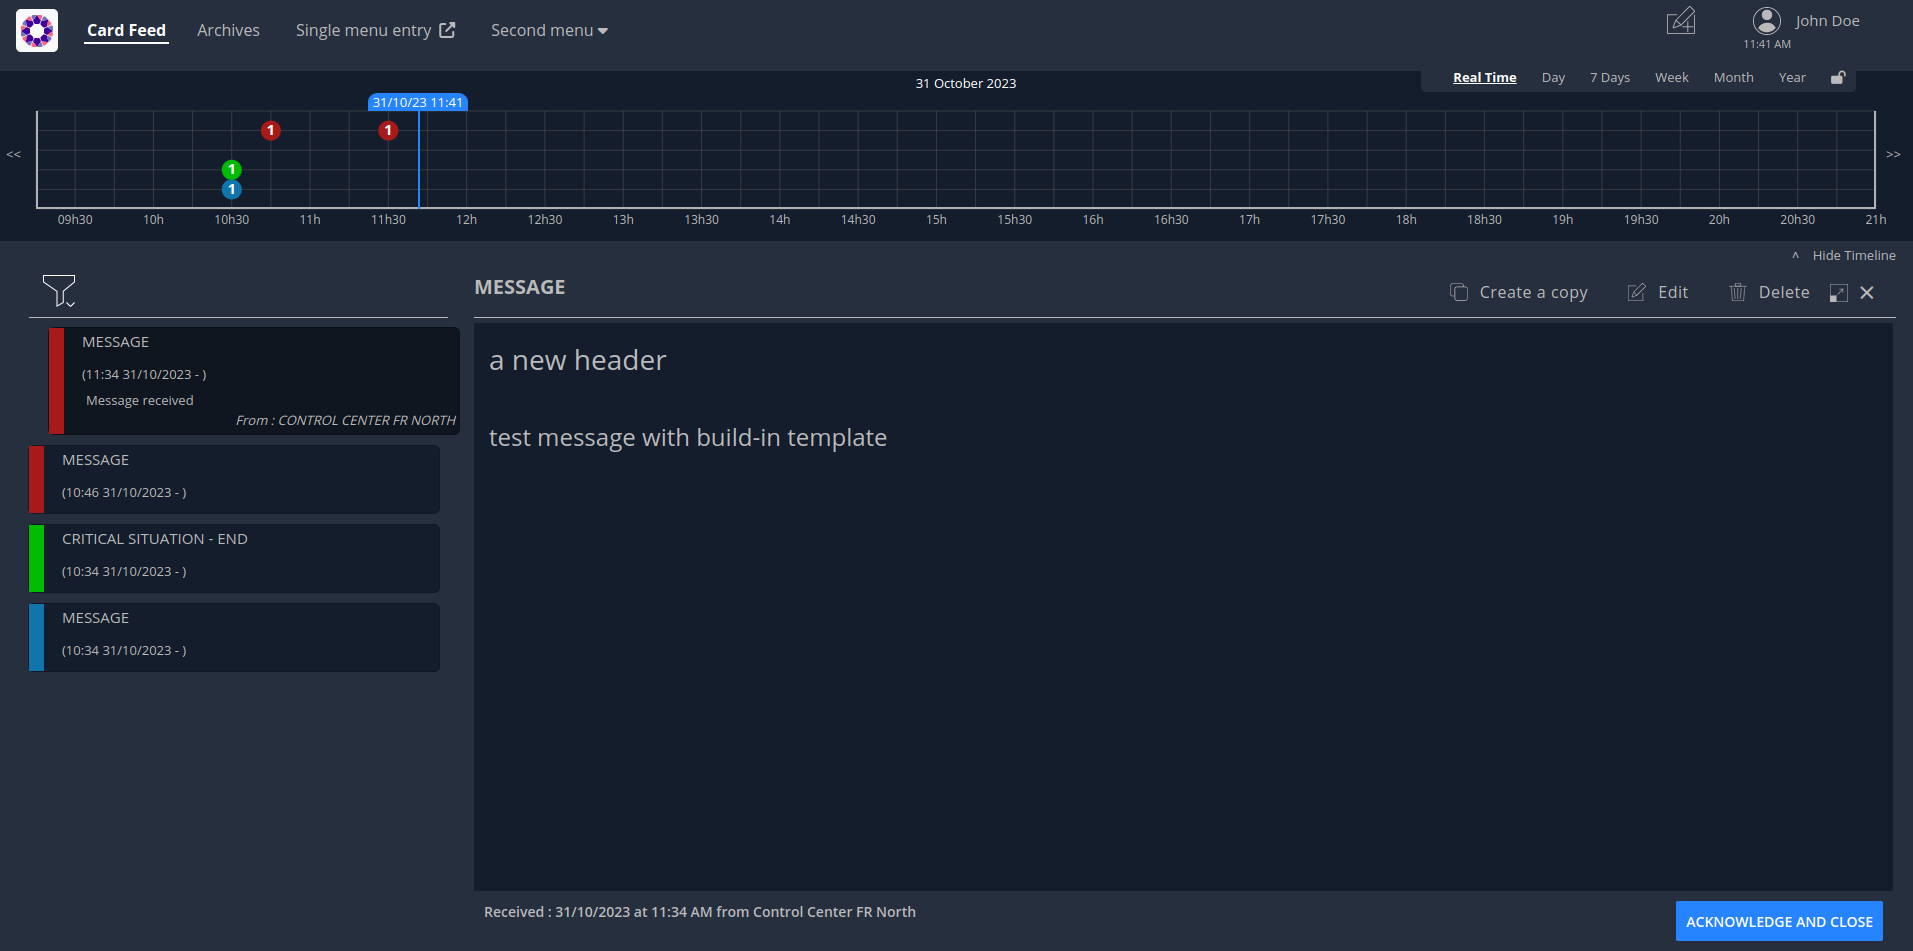 Card Feed Archives Single menu entry Second menu John Doe
11:41 AM
31 October 2023 Real Time Day 7 Days Week Month Year
31/10/23 11:41
1 1
<< >>
1
1
09h30 10h 10h30 11h 11h30 12h 12h30 13h 13h30 14h 14h30 15h 15h30 16h 16h30 17h 17h30 18h 18h30 19h 19h30 20h 20h30 21h
^ Hide Timeline
MESSAGE
(11:34 31/10/2023 - )
Message received
From : CONTROL CENTER FR NORTH
MESSAGE
(10:46 31/10/2023 - )
CRITICAL SITUATION - END
(10:34 31/10/2023 - )
MESSAGE
(10:34 31/10/2023 - )
MESSAGE Create a copy Edit Delete
a new header
test message with build-in template
Received : 31/10/2023 at 11:34 AM from Control Center FR North
ACKNOWLEDGE AND CLOSE